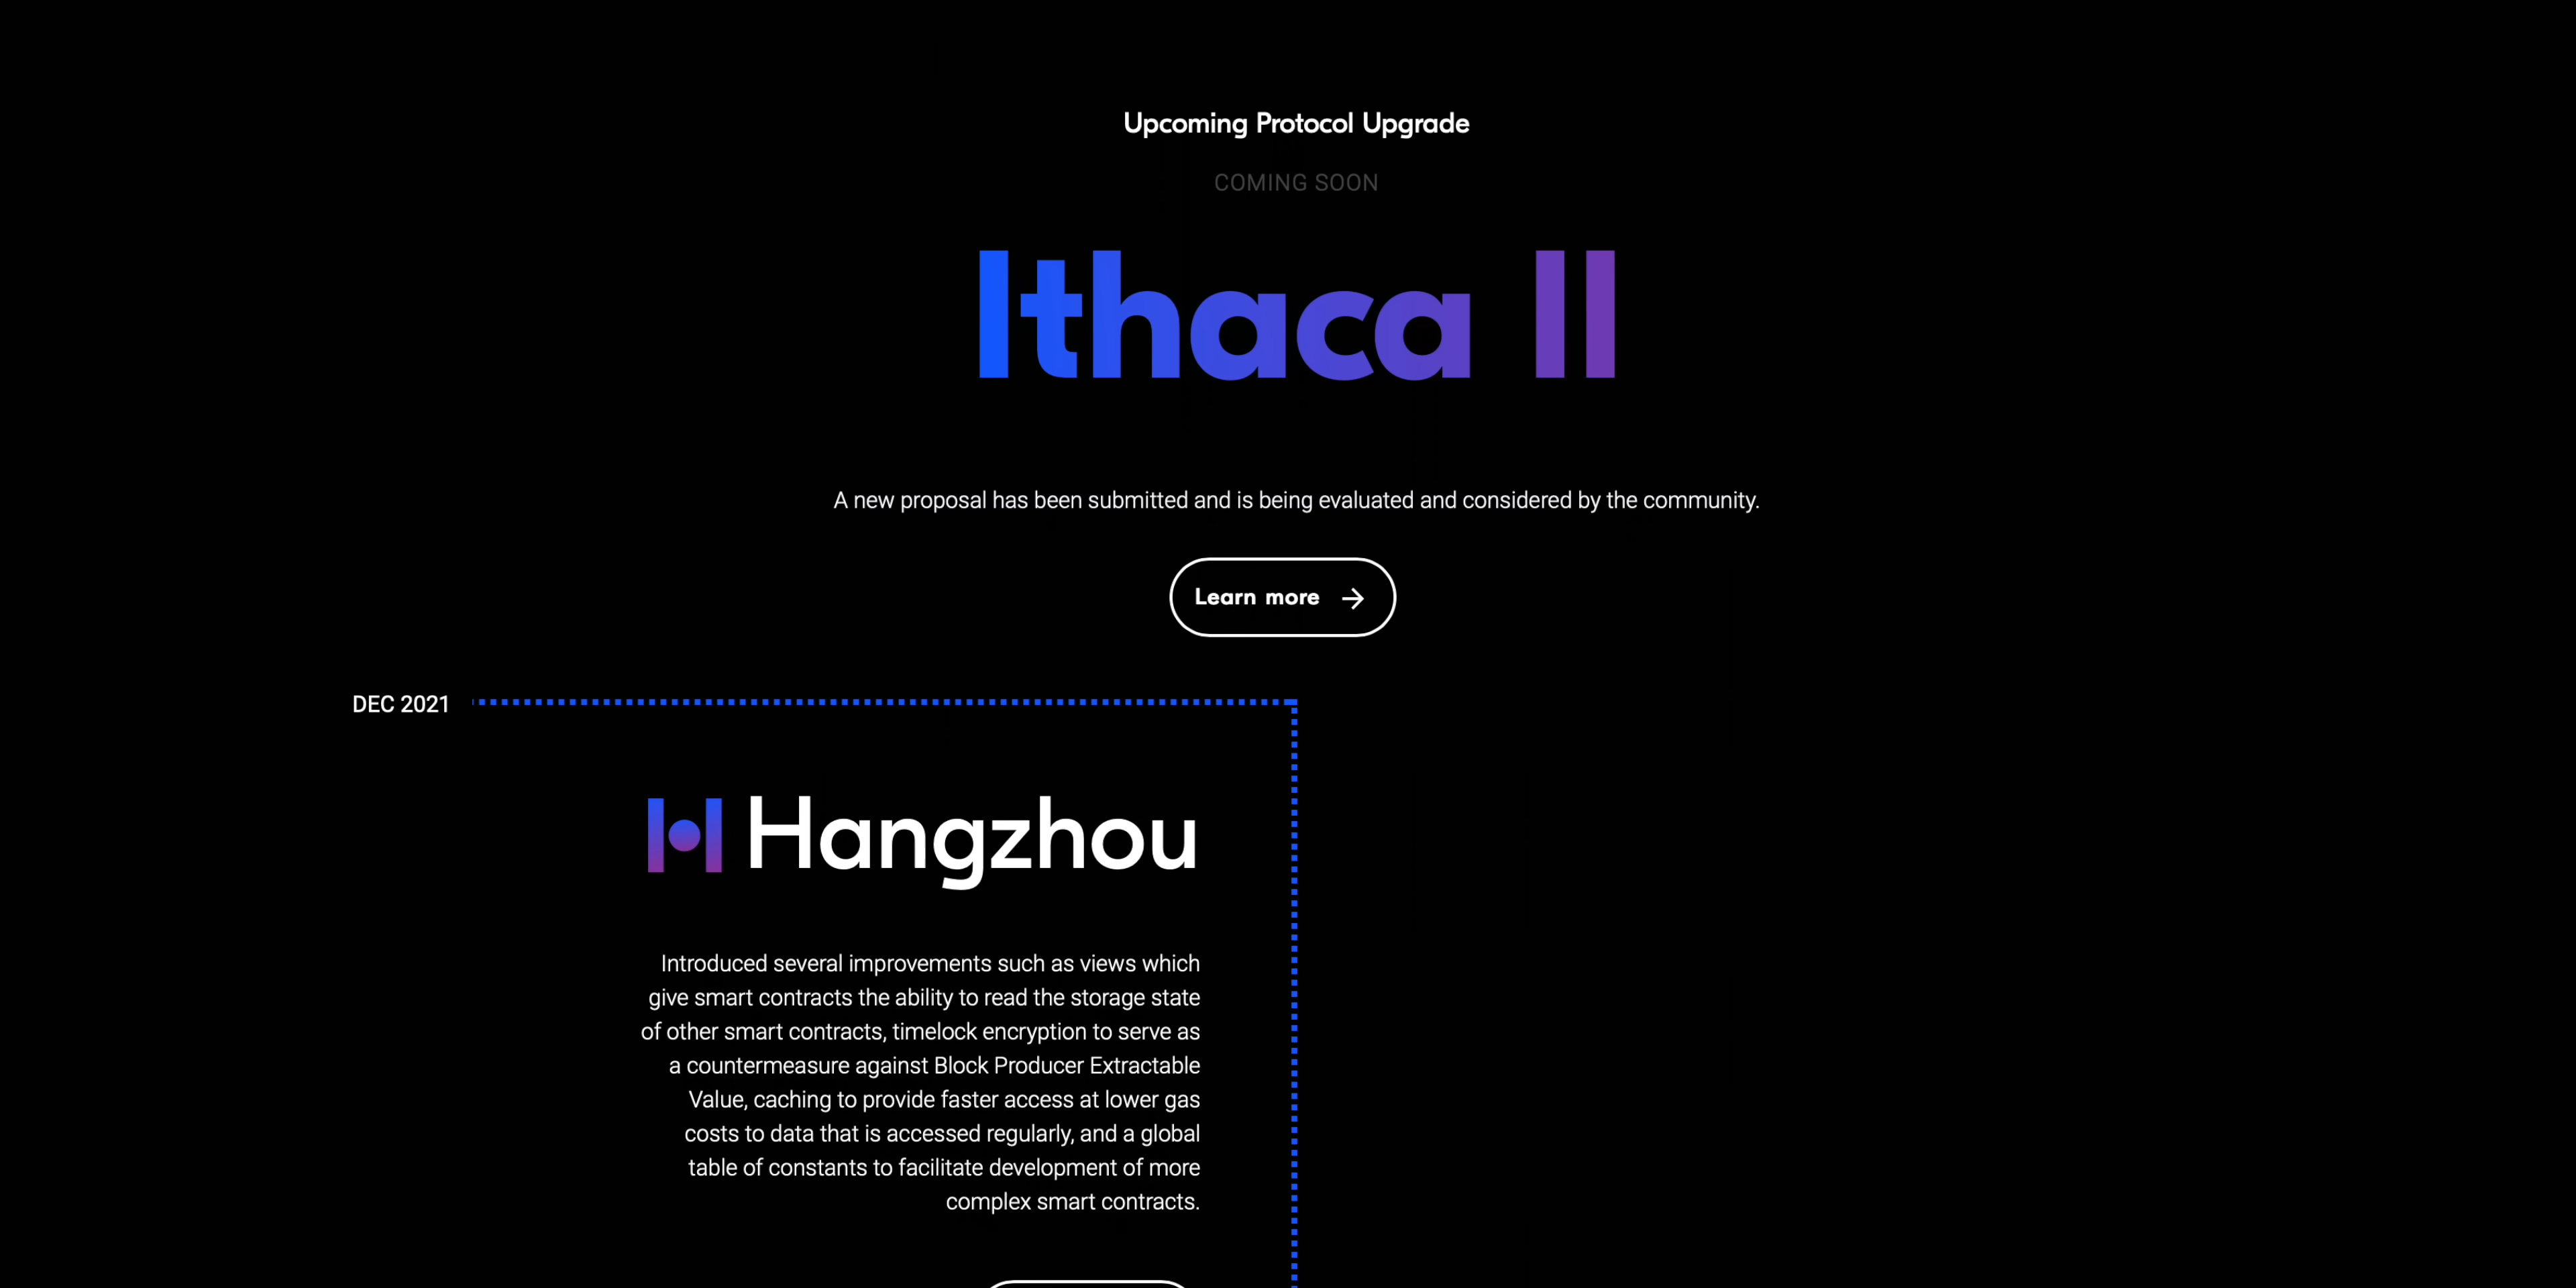 Upcoming Protocol Upgrade
COMING SOON
Ithaca II
A new proposal has been submitted and is being evaluated and considered by the community.
Learn more
DEC 2021
Hangzhou
Introduced several improvements such as views which
give smart contracts the ability to read the storage state
of other smart contracts, timelock encryption to serve as
a countermeasure against Block Producer Extractable
Value, caching to provide faster access at lower gas
costs to data that is accessed regularly, and a global
table of constants to facilitate development of more
complex smart contracts.